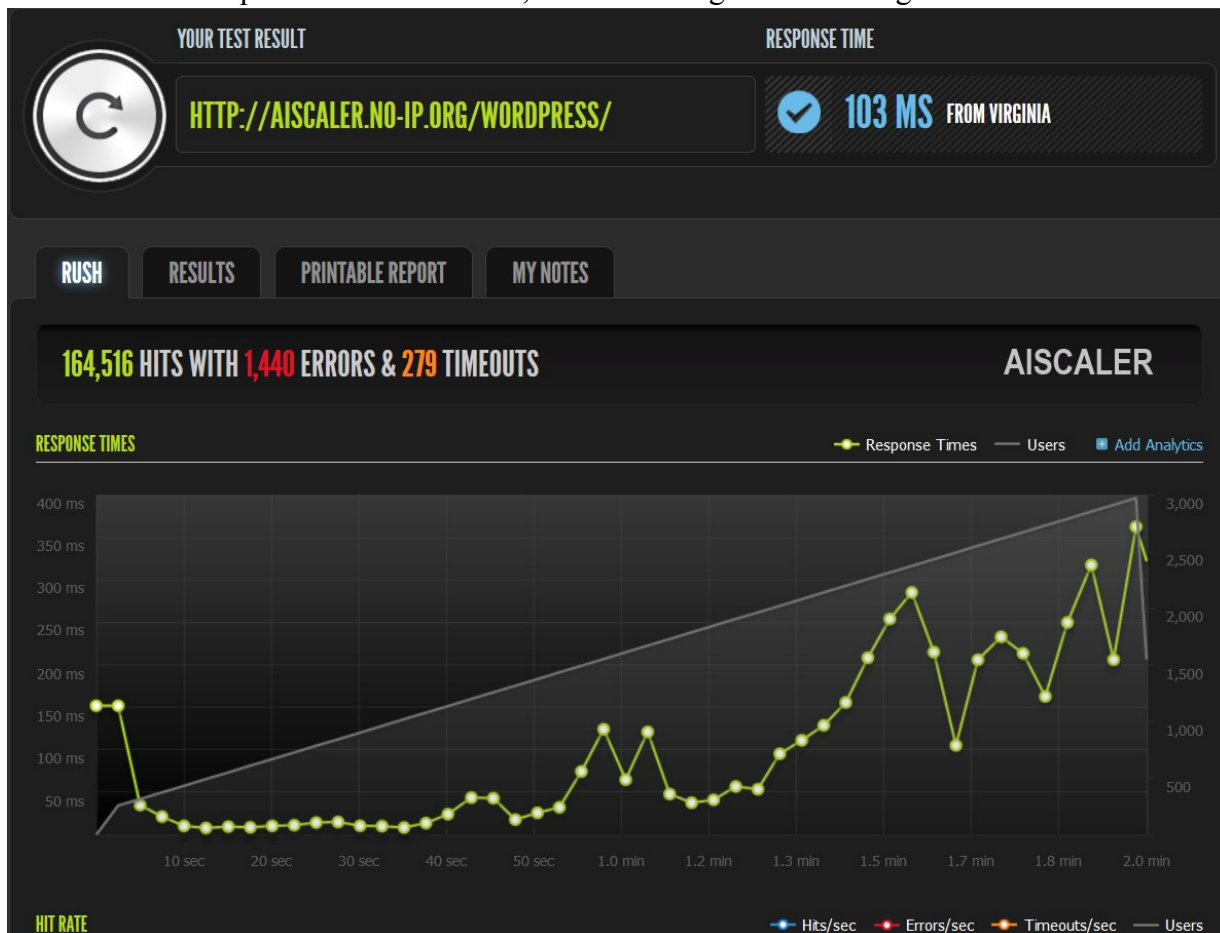 YOUR TEST RESULT
RESPONSE TIME
HTTP://AISCALER.NO-IP.ORG/WORDPRESS/
103 MS FROM VIRGINIA
RUSH RESULTS PRINTABLE REPORT MY NOTES
164,516 HITS WITH 1,440 ERRORS & 279 TIMEOUTS
AISCALER
RESPONSE TIMES
Response Times Users Add Analytics
400 ms 3,000
350 ms
2,500
300 ms
250 ms 2,000
200 ms 1,500
150 ms
1,000
100 ms
50 ms 500
10 sec 20 sec 30 sec 40 sec 50 sec 1.0 min 1.2 min 1.3 min 1.5 min 1.7 min 1.8 min 2.0 min
HIT RATE
Hits/sec Errors/sec Timeouts/sec Users